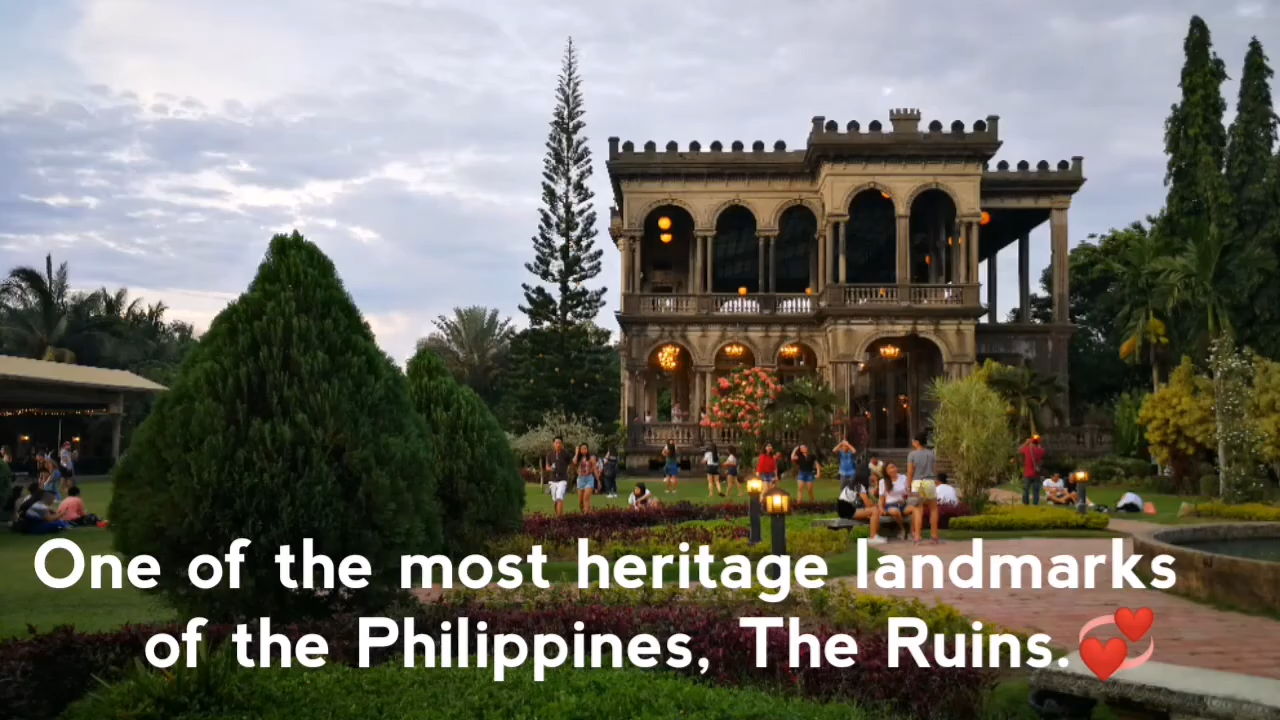 One of the most heritage landmarks
of the Philippines, The Ruins.💞